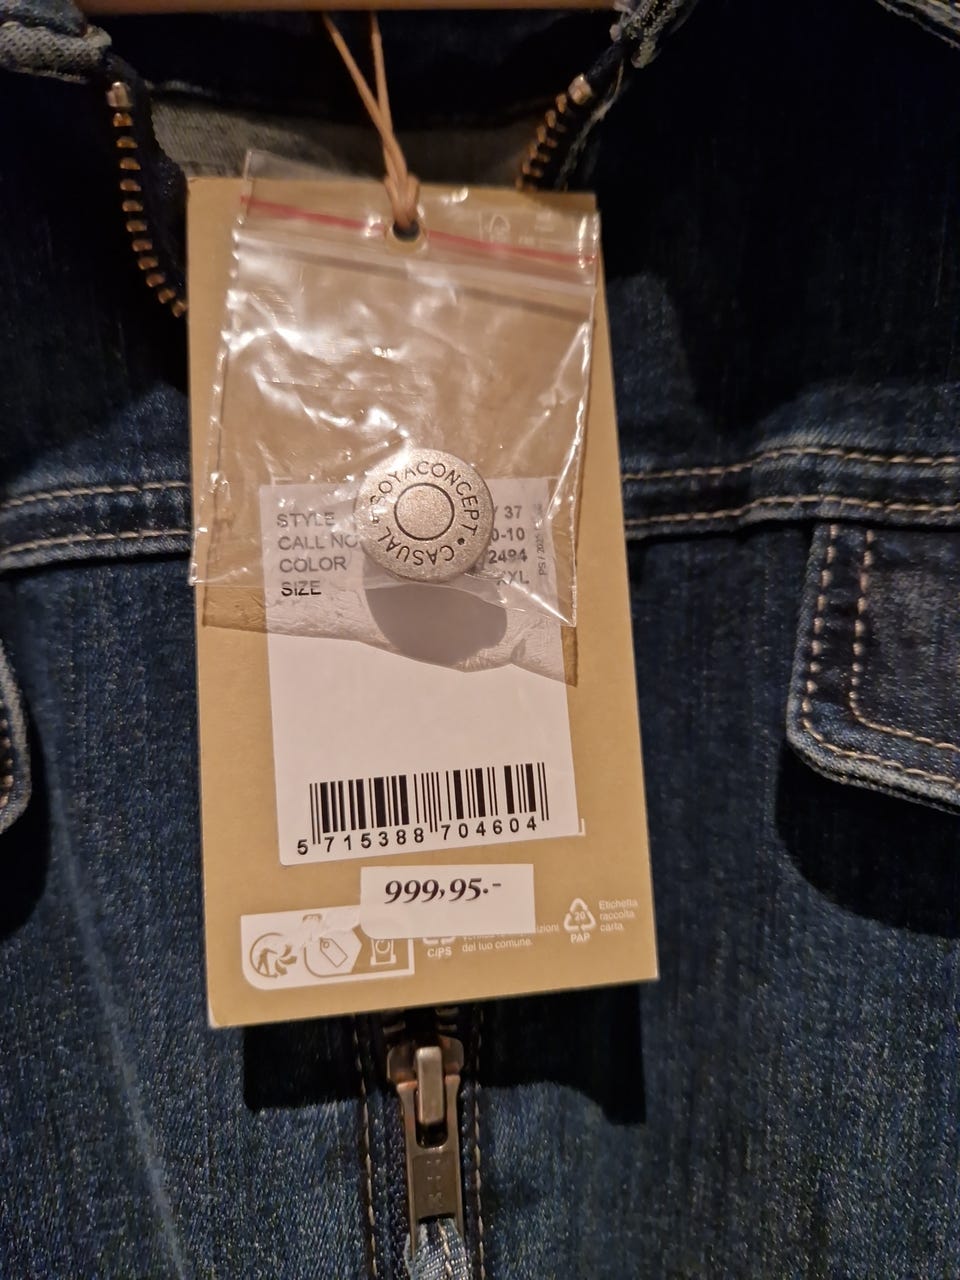 SOYACONCEPT • CASUAL •
STYLE / 37
CALL NO 0-10
COLOR 2494
SIZE XL
5 715388 704604
999,95.-
CiPS
del tuo comune.
20
PAP
Etichetta
raccolta
carta.